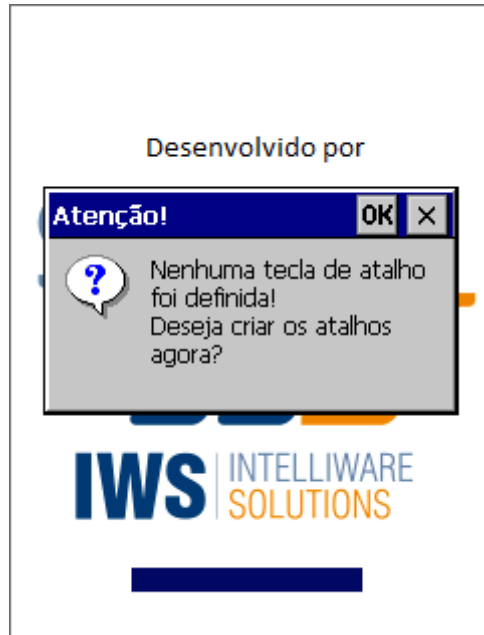 Desenvolvido por
Atenção! OK ×
?
Nenhuma tecla de atalho
foi definida!
Deseja criar os atalhos
agora?
IWS INTELLIWARE
SOLUTIONS